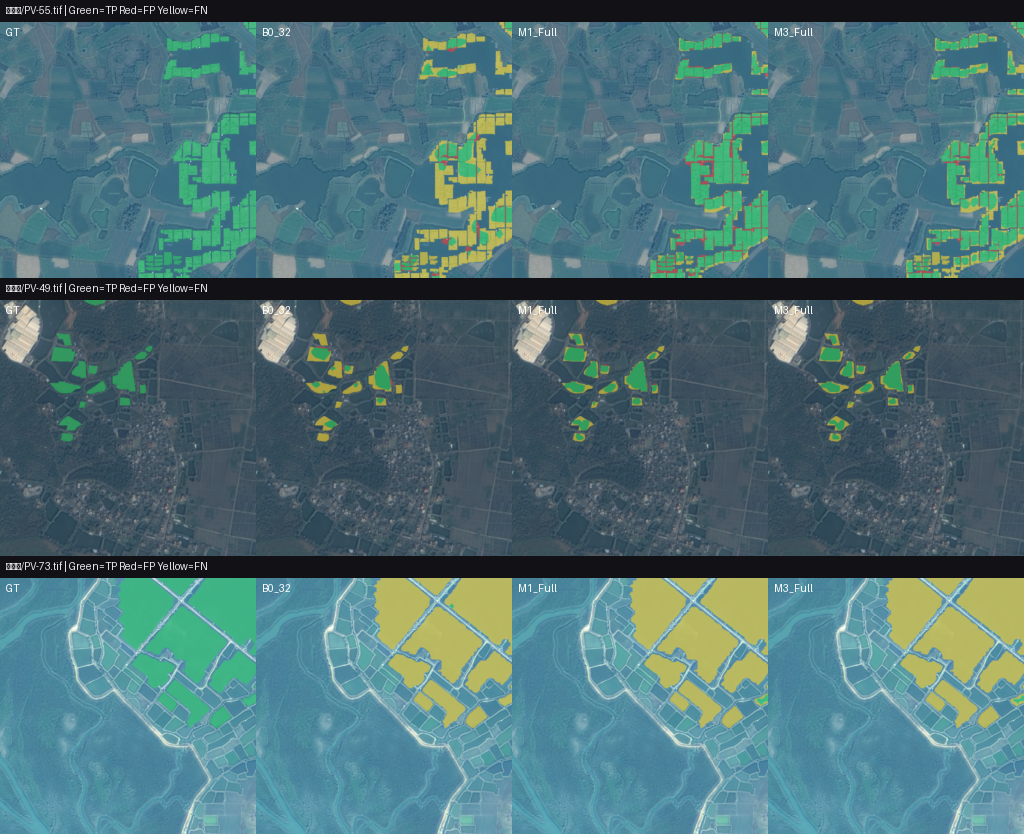 /PV-55.tif | Green=TP Red=FP Yellow=FN
GT B0_32 M1_Full M3_Full
/PV-49.tif | Green=TP Red=FP Yellow=FN
GT B0_32 M1_Full M3_Full
/PV-73.tif | Green=TP Red=FP Yellow=FN
GT B0_32 M1_Full M3_Full